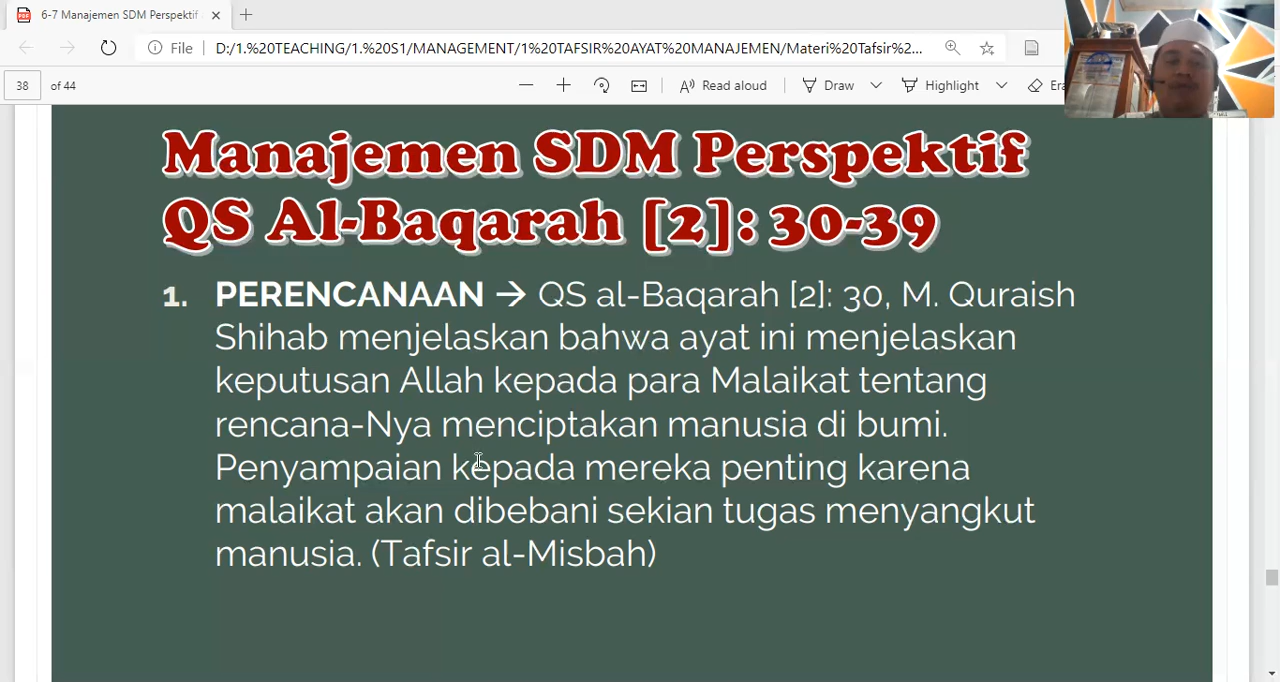 6-7 Manajemen SDM Perspektif
File
D:/1.%20TEACHING/1.%20S1/MANAGEMENT/1%20TAFSIR%20AYAT%20MANAJEMEN/Materi%20Tafsir%2...
38 of 44
Read aloud
Draw
Highlight
Era
Manajemen SDM Perspektif
QS Al-Baqarah [2]: 30-39
1. PERENCANAAN → QS al-Baqarah [2]: 30, M. Quraish
Shihab menjelaskan bahwa ayat ini menjelaskan
keputusan Allah kepada para Malaikat tentang
rencana-Nya menciptakan manusia di bumi.
Penyampaian kepada mereka penting karena
malaikat akan dibebani sekian tugas menyangkut
manusia. (Tafsir al-Misbah)